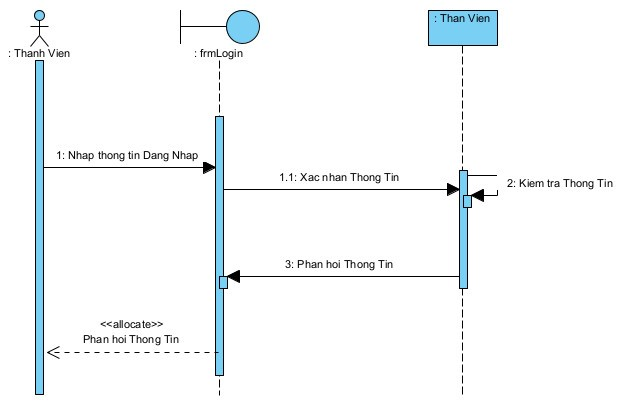 : Than Vien
: Thanh Vien
: frmLogin
1: Nhap thong tin Dang Nhap
1.1: Xac nhan Thong Tin
2: Kiem tra Thong Tin
3: Phan hoi Thong Tin
<<allocate>>
Phan hoi Thong Tin